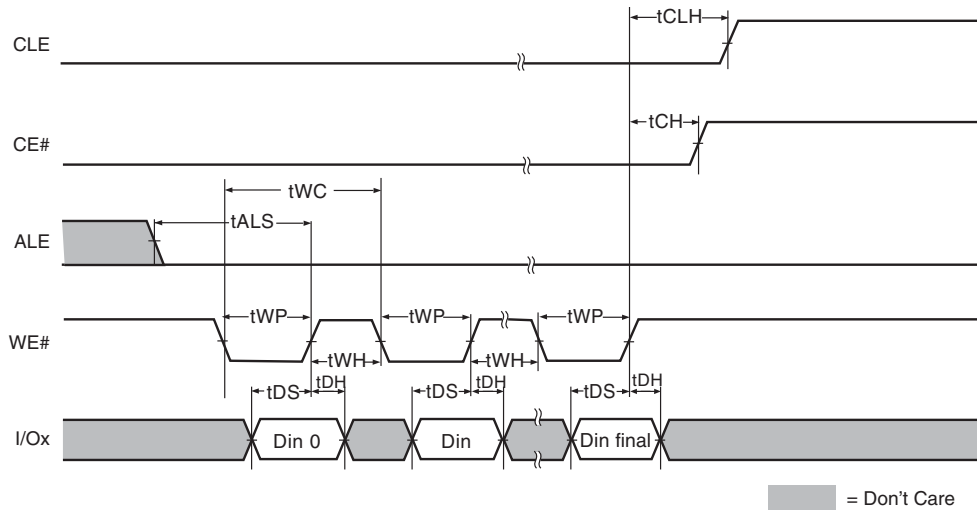 tCLH
CLE
tCH
CE#
tWC
tALS
ALE
tWP tWP tWP
WE#
tWH tWH
tDS tDH tDS tDH tDS tDH
I/Ox Din 0 Din Din final
= Don't Care